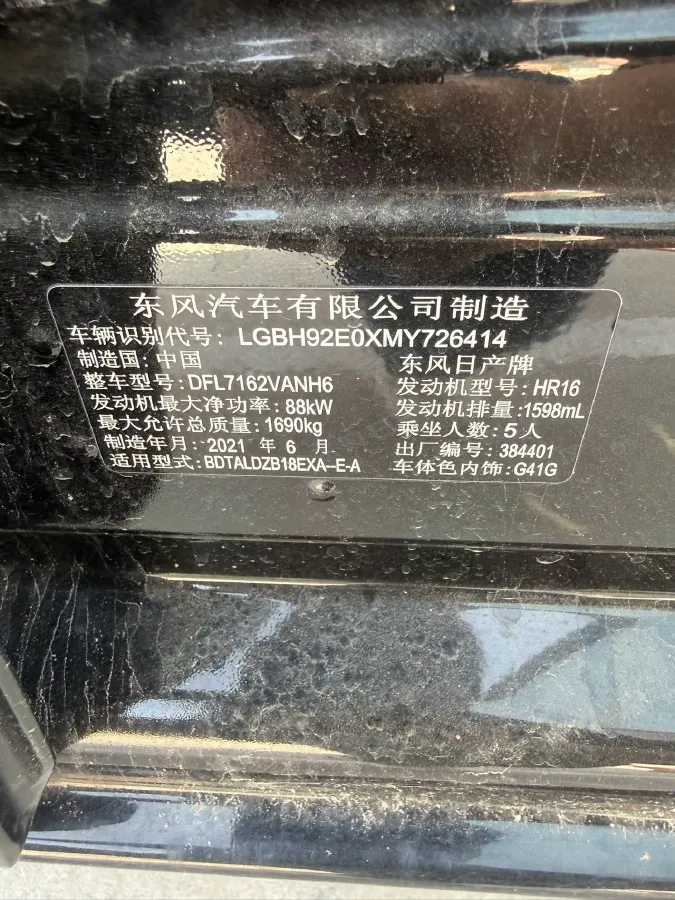 东风汽车有限公司制造
车辆识别代号：LGBH92E0XMY726414
制造国：中国 东风日产牌
整车型号：DFL7162VANH6 发动机型号：HR16
发动机最大净功率：88kW 发动机排量：1598mL
最大允许总质量：1690kg 乘坐人数：5人
制造年月：2021 年 6 月 出厂编号：384401
适用型式：BDTALDZB18EXA-E-A 车体色内饰：G41G